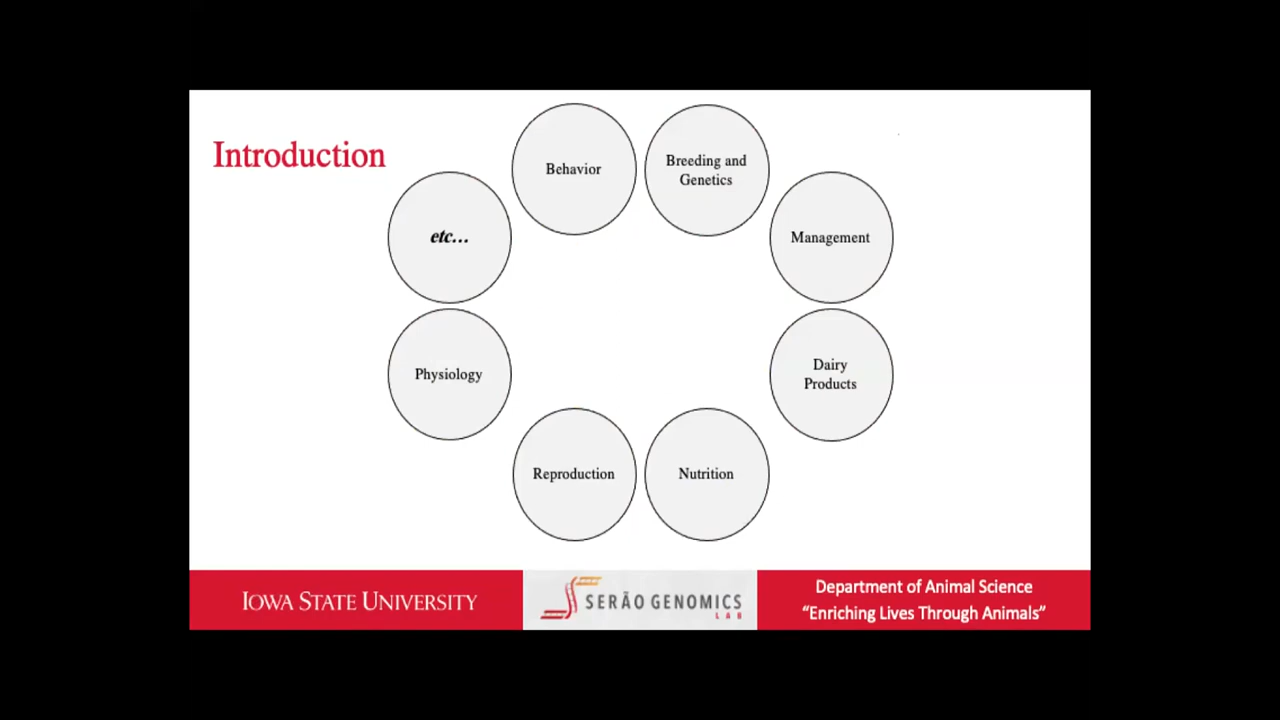 Introduction
Behavior
Breeding and
Genetics
Management
Dairy
Products
Nutrition
Reproduction
Physiology
etc...
IOWA STATE UNIVERSITY
SERÃO GENOMICS
LAB
Department of Animal Science
“Enriching Lives Through Animals”